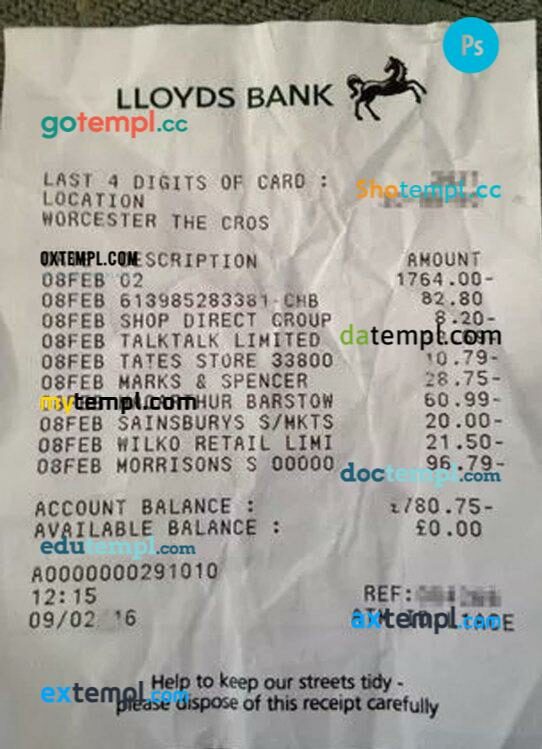 Ps
LLOYDS BANK
gotempl.cc
LAST 4 DIGITS OF CARD :
Shotempl.cc
LOCATION
WORCESTER THE CROS
OXTEMPL.COM ESCRIPTION AMOUNT
08FEB 02 1764.00-
08FEB 613985283381 CHB 82.80
08FEB SHOP DIRECT GROUP 8.20-
08FEB TALKTALK LIMITED
datempl.com
08FEB TATES STORE 33800 10.79-
08FEB MARKS & SPENCER 28.75-
mytempl.com
BARSTOW 60.99-
08FEB SAINSBURYS S/MKTS 20.00-
08FEB WILKO RETAIL LIMI 21.50-
08FEB MORRISONS S 00000 96.79-
doctempl.com
ACCOUNT BALANCE : /80.75-
AVAILABLE BALANCE : £0.00
edutempl.com
A0000000291010
12:15 REF:
09/02 16
axtempl.com
Help to keep our streets tidy -
extempl.com
please dispose of this receipt carefully